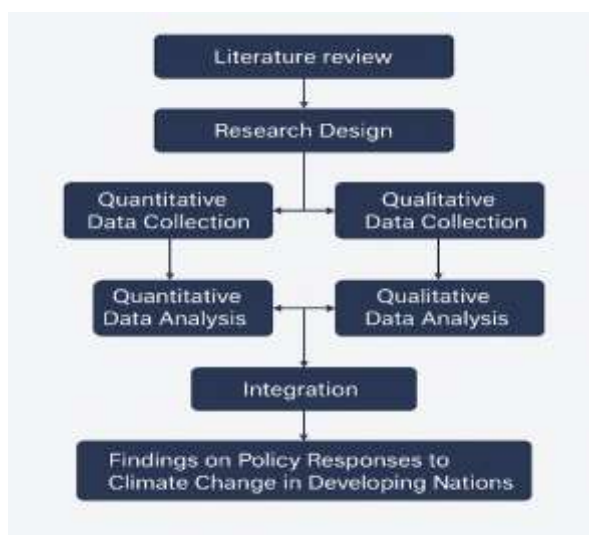 Literature review
Research Design
Quantitative
Data Collection
Qualitative
Data Collection
Quantitative
Data Analysis
Qualitative
Data Analysis
Integration
Findings on Policy Responses to
Climate Change in Developing Nations